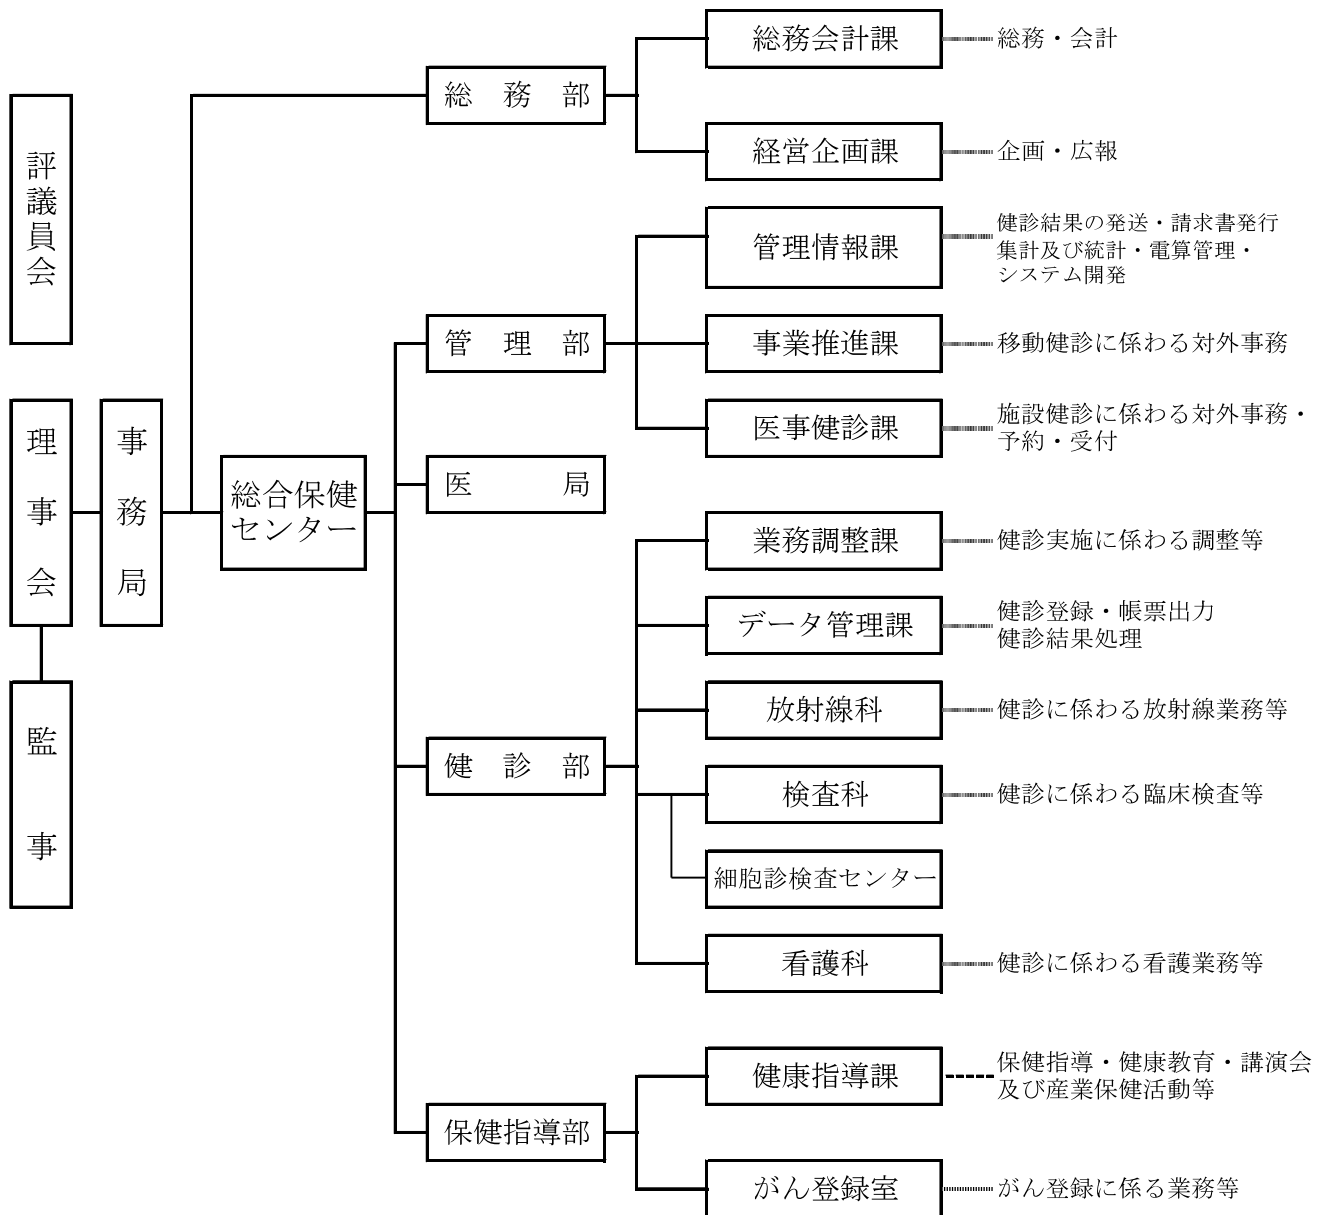 総務会計課
総務・会計
総　務　部
評議員会
経営企画課
企画・広報
管理情報課
健診結果の発送・請求書発行
集計及び統計・電算管理・
システム開発
管　理　部
事業推進課
移動健診に係わる対外事務
医事健診課
施設健診に係わる対外事務・
予約・受付
理事会
事務局
総合保健
センター
医　　　局
業務調整課
健診実施に係わる調整等
データ管理課
健診登録・帳票出力
健診結果処理
放射線科
健診に係わる放射線業務等
監事
健　診　部
検査科
健診に係わる臨床検査等
細胞診検査センター
看護科
健診に係わる看護業務等
健康指導課
保健指導・健康教育・講演会
及び産業保健活動等
保健指導部
がん登録室
がん登録に係る業務等